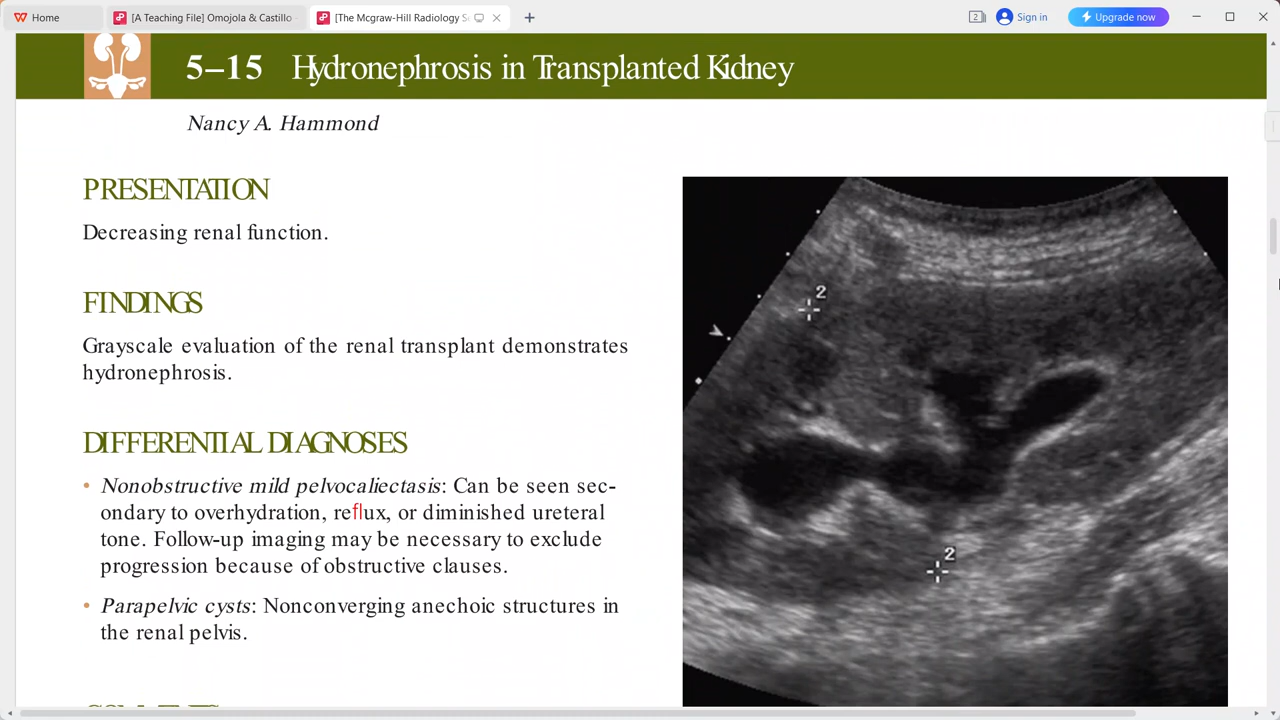 Home
[A Teaching File] Omojola & Castillo
[The Mcgraw-Hill Radiology S
2
Sign in
Upgrade now
5–15 Hydronephrosis in Transplanted Kidney
Nancy A. Hammond
PRESENTATION
Decreasing renal function.
FINDINGS
Grayscale evaluation of the renal transplant demonstrates
hydronephrosis.
DIFFERENTIAL DIAGNOSES
• Nonobstructive mild pelvocaliectasis: Can be seen sec-
ondary to overhydration, reflux, or diminished ureteral
tone. Follow-up imaging may be necessary to exclude
progression because of obstructive clauses.
• Parapelvic cysts: Nonconverging anechoic structures in
the renal pelvis.
2
2